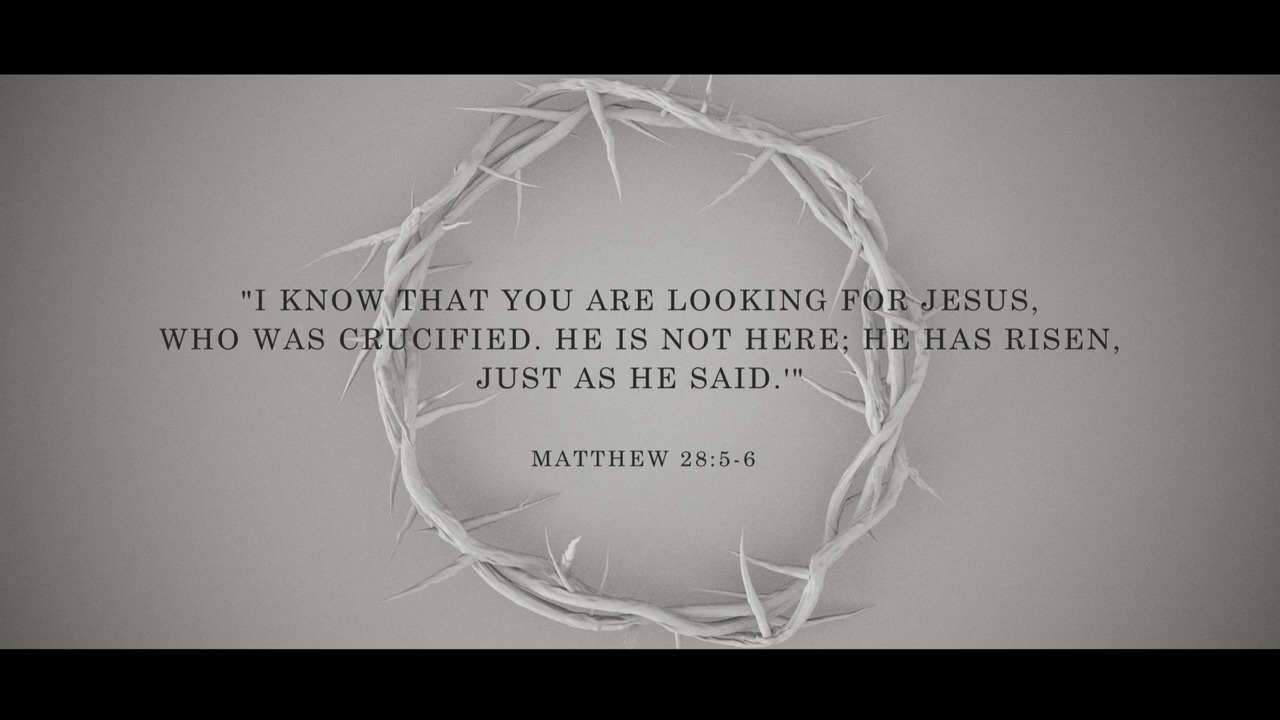 "I KNOW THAT YOU ARE LOOKING FOR JESUS,
WHO WAS CRUCIFIED. HE IS NOT HERE; HE HAS RISEN,
JUST AS HE SAID.'"
MATTHEW 28:5-6